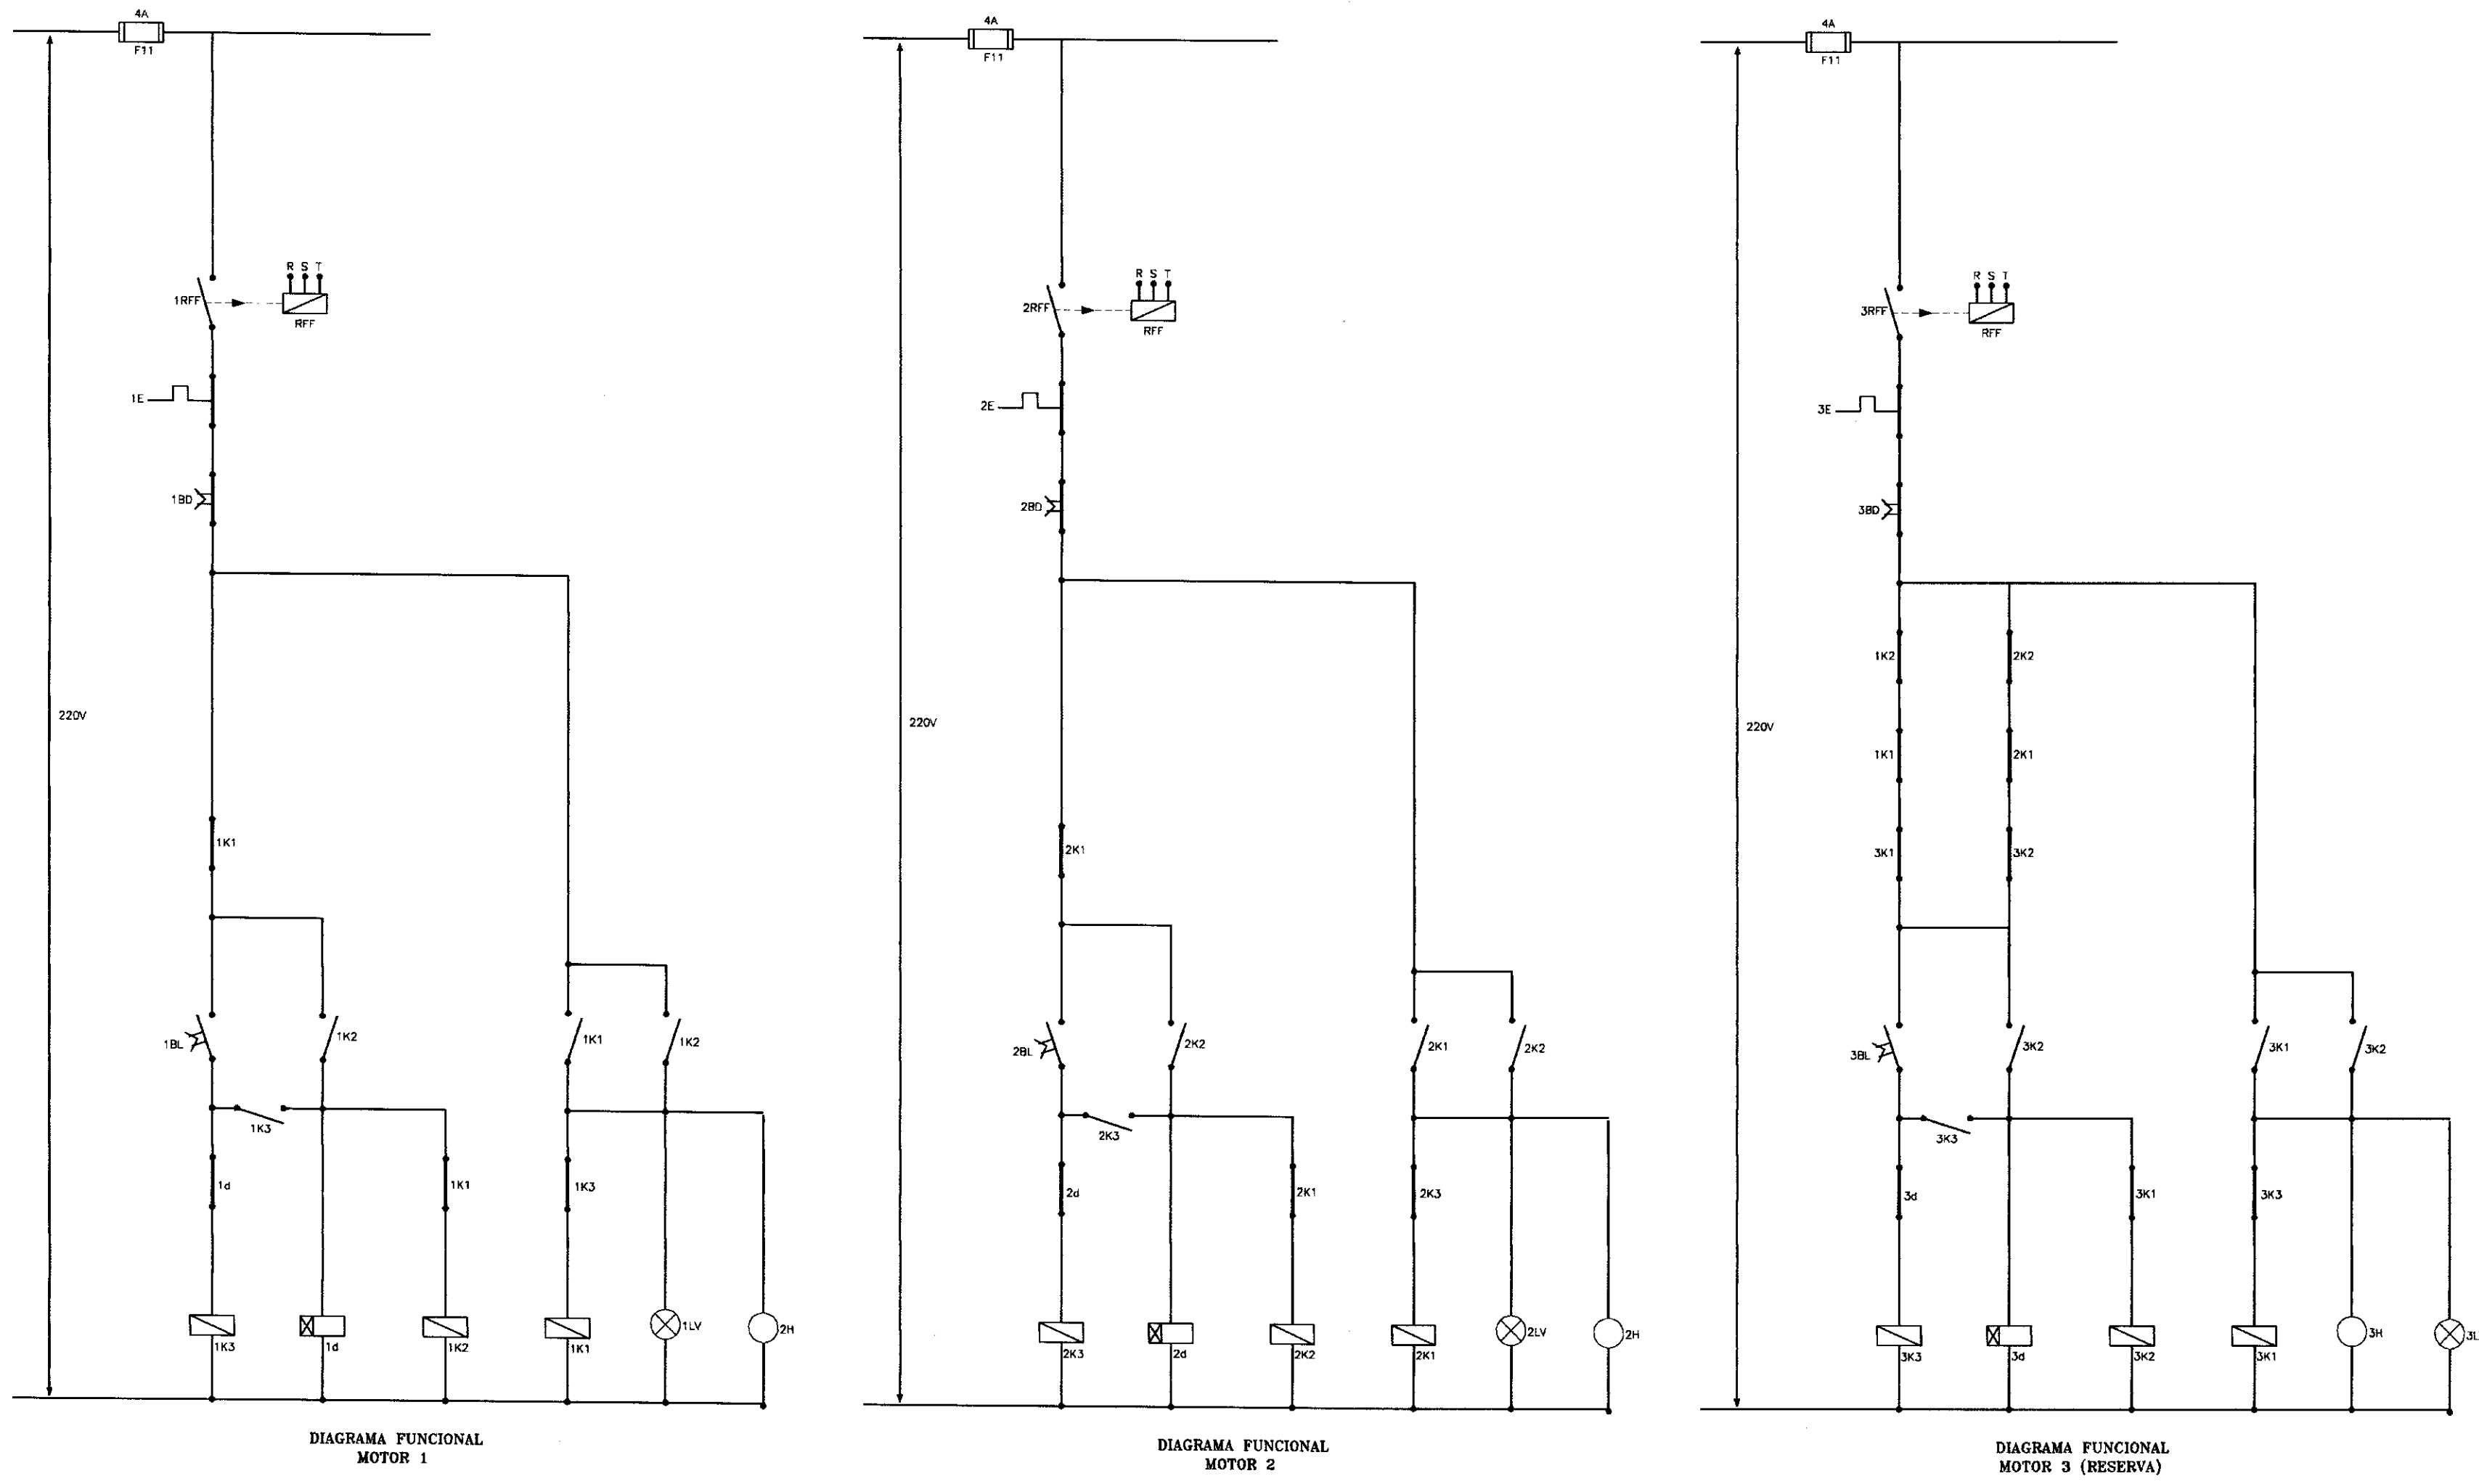 4A
F11
R S T
1RFF
RFF
1E
1BD
220V
1K1
1BL
1K2
1K1
1K2
1K3
1d
1K1
1K3
1K3
1d
1K2
1K1
1LV
2H
DIAGRAMA FUNCIONAL
MOTOR 1
4A
F11
R S T
2RFF
RFF
2E
2BD
220V
2K1
2BL
2K2
2K1
2K2
2K3
2d
2K1
2K3
2K3
2d
2K2
2K1
2LV
2H
DIAGRAMA FUNCIONAL
MOTOR 2
4A
F11
R S T
3RFF
RFF
3E
3BD
1K2
2K2
220V
1K1
2K1
3K1
3K2
3BL
3K2
3K1
3K2
3K3
3d
3K1
3K3
3K3
3d
3K2
3K1
3H
3L
DIAGRAMA FUNCIONAL
MOTOR 3 (RESERVA)